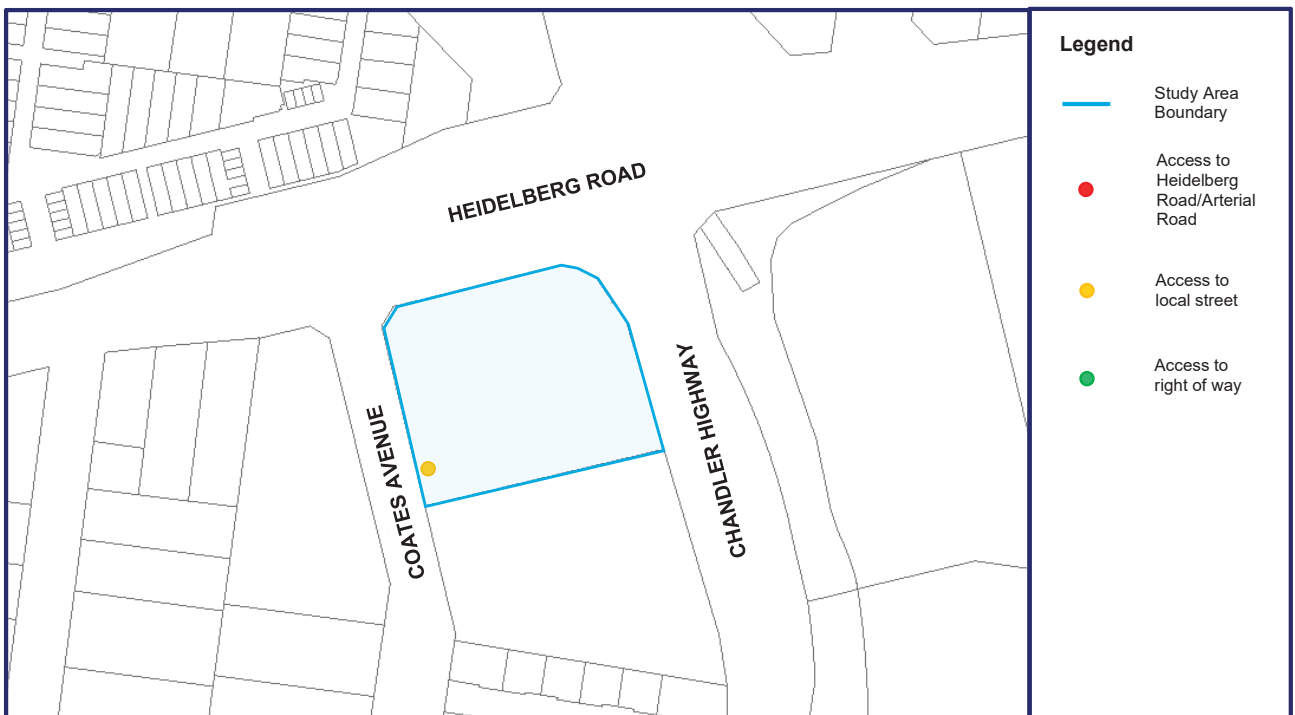 HEIDELBERG ROAD
COATES AVENUE
CHANDLER HIGHWAY
Legend
Study Area
Boundary
Access to
Heidelberg
Road/Arterial
Road
Access to
local street
Access to
right of way